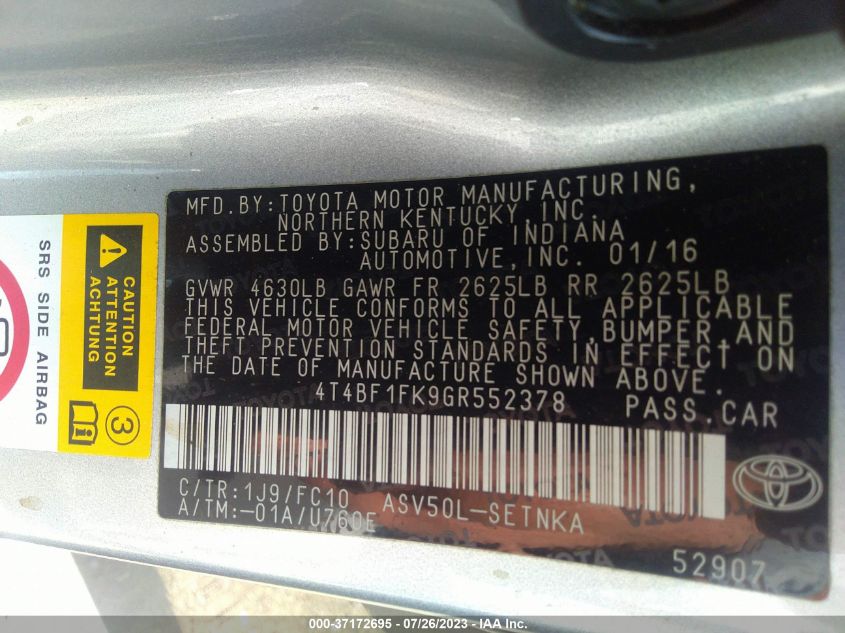 MFD.BY:TOYOTA MOTOR MANUFACTURING,
NORTHERN KENTUCKY, INC.
ASSEMBLED BY:SUBARU OF INDIANA
AUTOMOTIVE,INC. 01/16
GVWR 4630LB GAWR FR 2625LB RR 2625LB
THIS VEHICLE CONFORMS TO ALL APPLICABLE
FEDERAL MOTOR VEHICLE SAFETY,BUMPER,AND
THEFT PREVENTION STANDARDS IN EFFECT ON
THE DATE OF MANUFACTURE SHOWN ABOVE.
4T4BF1FK9GR552378 PASS.CAR
C/TR:1J9/FC10 ASV50L-SETNKA
A/TM:-01A/U760E
52907
SRS SIDE AIRBAG
CAUTION
ATTENTION
ACHTUNG
3
000-37172695 - 07/26/2023 - IAA Inc.